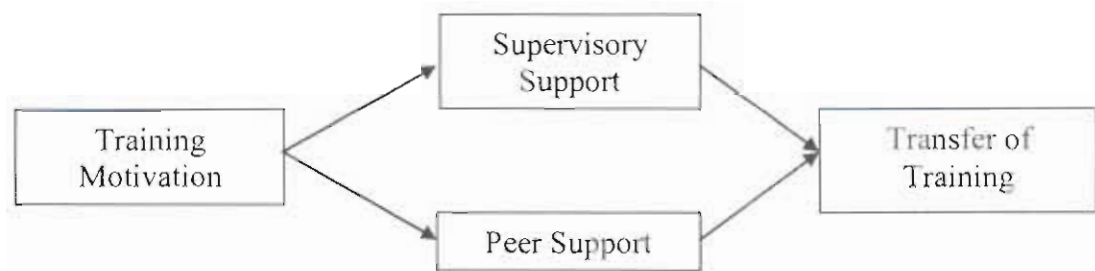 Supervisory
Support
Training
Motivation
Transfer of
Training
Peer Support